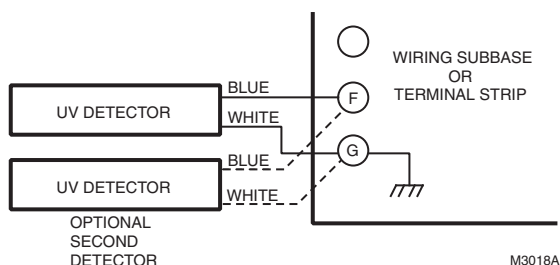 WIRING SUBBASE
OR
TERMINAL STRIP
BLUE
F
UV DETECTOR
WHITE
G
BLUE
UV DETECTOR
WHITE
OPTIONAL
SECOND
DETECTOR
M3018A